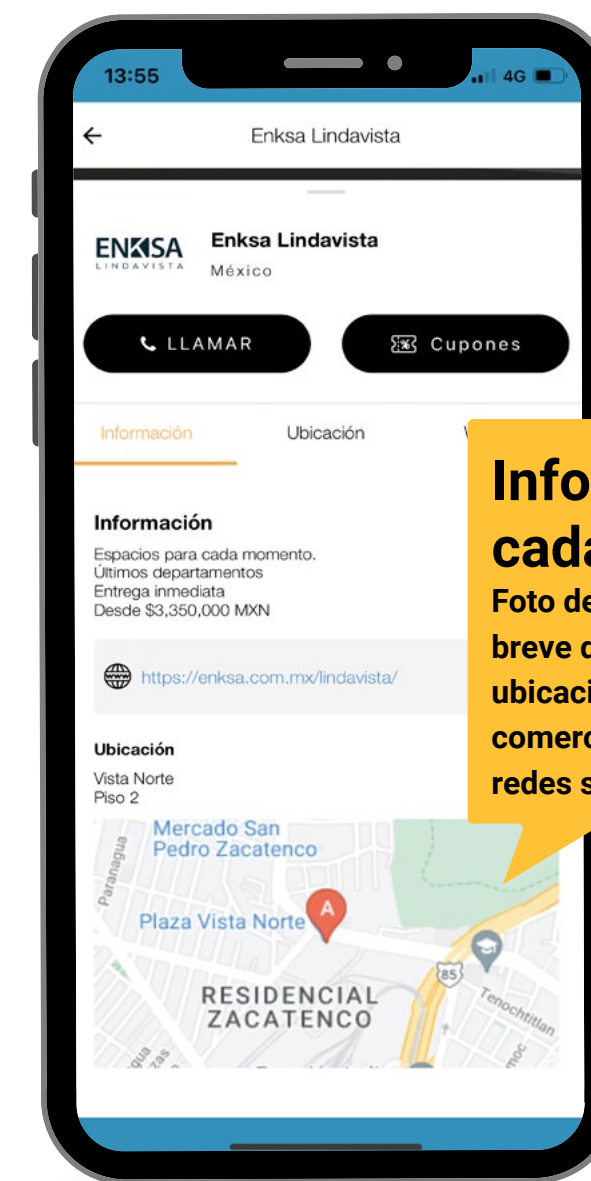 13:55
4G
Enksa Lindavista
ENKSA
LINDAVISTA
Enksa Lindavista
México
LLAMAR
Cupones
Información
Ubicación
Información
Espacios para cada momento.
Últimos departamentos
Entrega inmediata
Desde $3,350,000 MXN
www
https://enksa.com.mx/lindavista/
Info
cada
Foto de
breve d
ubicaci
comerc
redes s
Ubicación
Vista Norte
Piso 2
Mercado San
Pedro Zacatenco
Paranagua
Plaza Vista Norte
A
85
RESIDENCIAL
ZACATENCO
Tenochtitlan